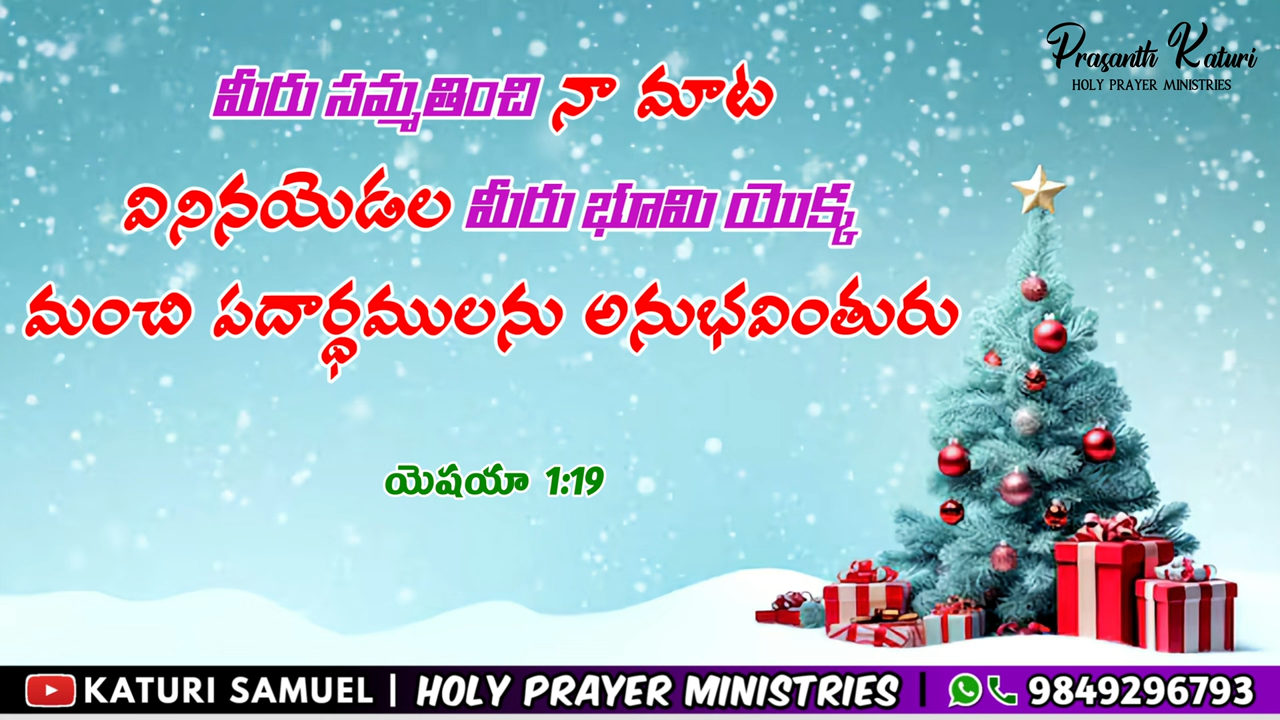 Prasanth Katuri
HOLY PRAYER MINISTRIES
మీరు సమ్మతించి నా మాట
వినినయెడల మీరు భూమి యొక్క
మంచి పదార్థములను అనుభవింతురు
యెషయా 1:19
KATURI SAMUEL | HOLY PRAYER MINISTRIES | 9849296793